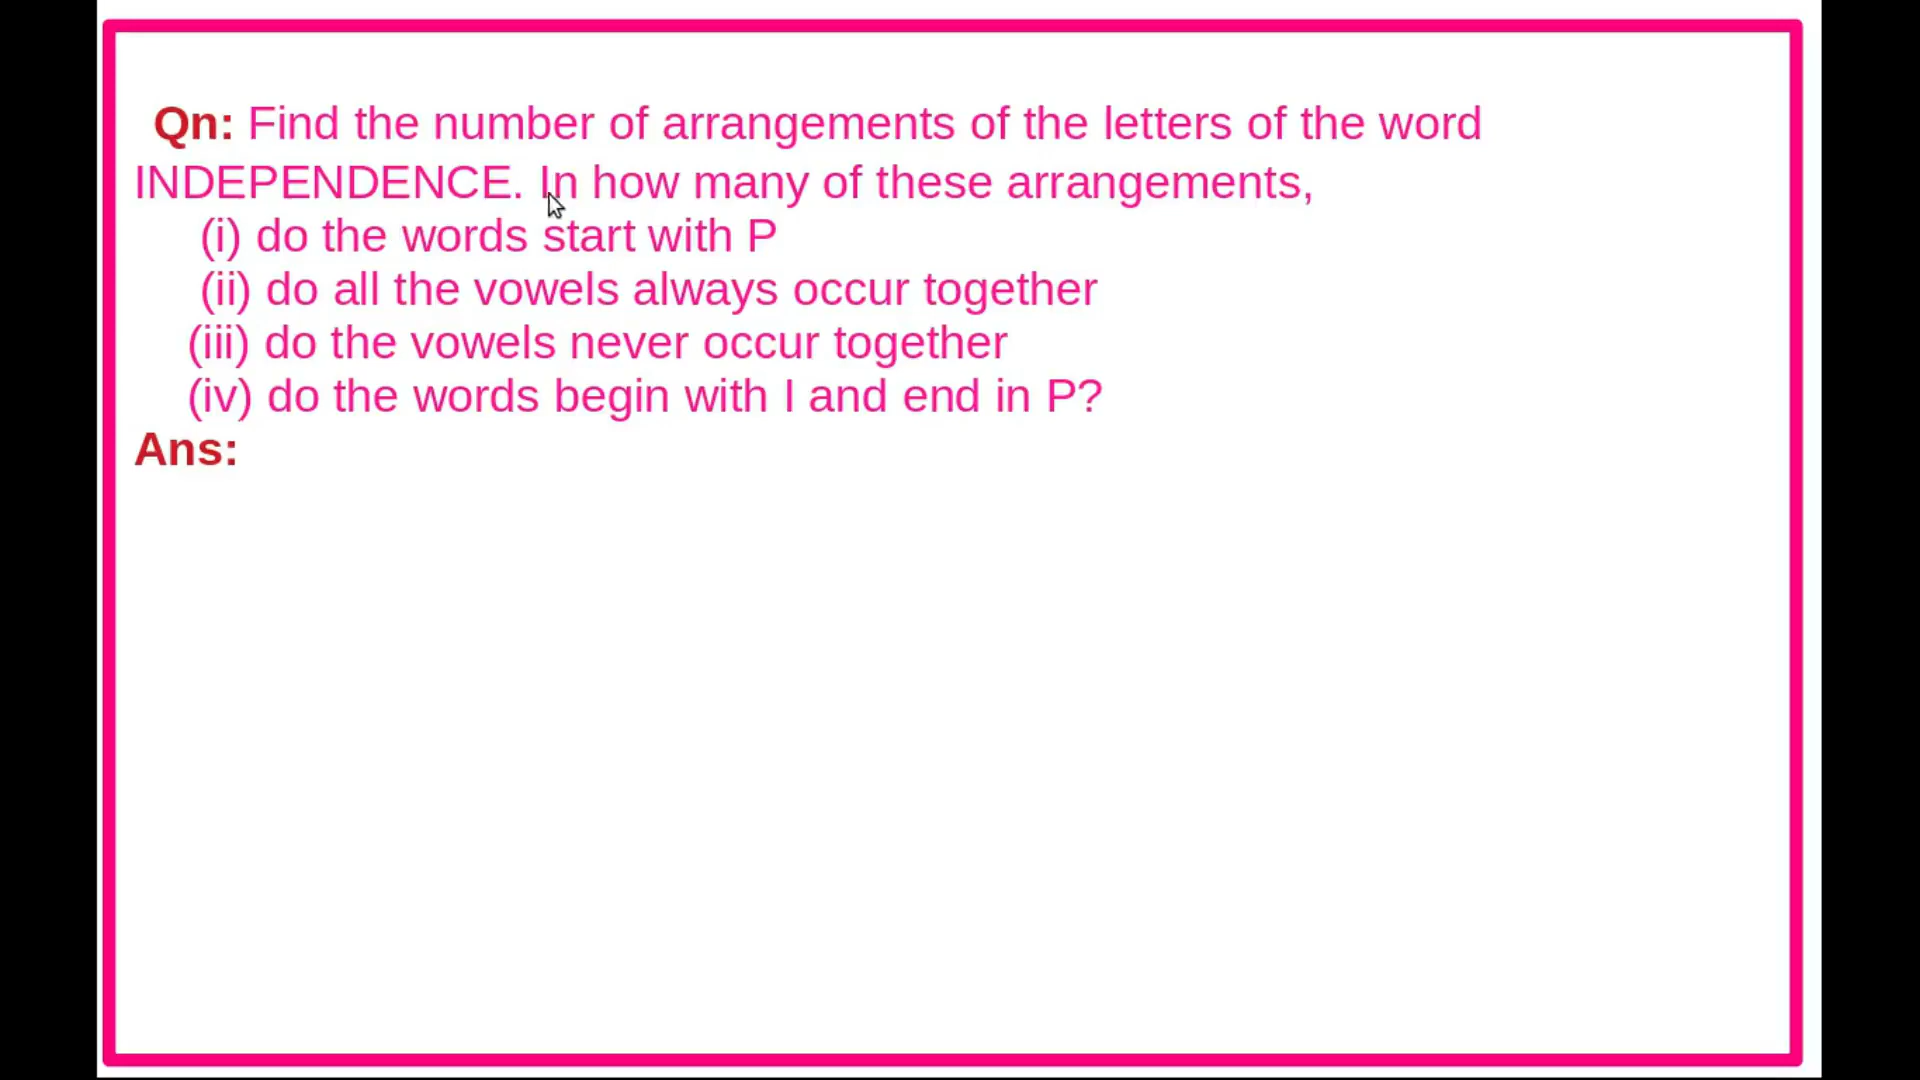 Qn: Find the number of arrangements of the letters of the word
INDEPENDENCE. In how many of these arrangements,
(i) do the words start with P
(ii) do all the vowels always occur together
(iii) do the vowels never occur together
(iv) do the words begin with I and end in P?
Ans: